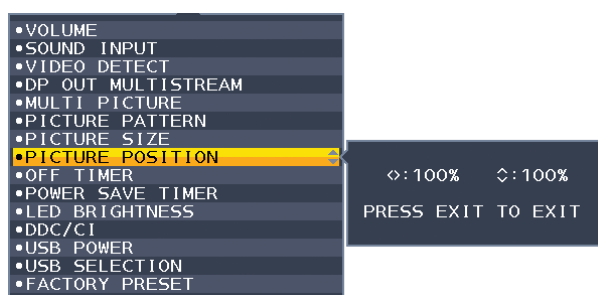 •VOLUME
•SOUND INPUT
•VIDEO DETECT
•DP OUT MULTISTREAM
•MULTI PICTURE
•PICTURE PATTERN
•PICTURE SIZE
•PICTURE POSITION
•OFF TIMER
•POWER SAVE TIMER
•LED BRIGHTNESS
•DDC/CI
•USB POWER
•USB SELECTION
•FACTORY PRESET
:100% :100%
PRESS EXIT TO EXIT